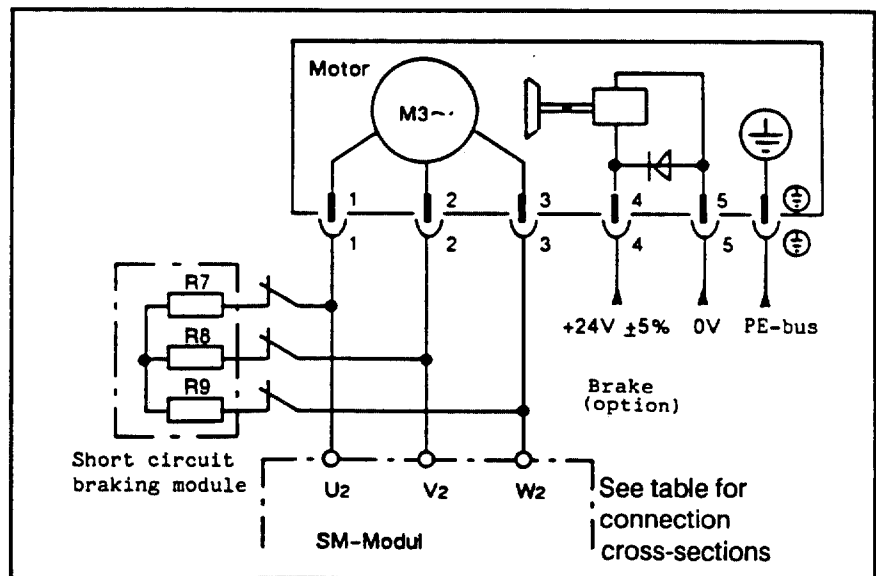 Motor
M3~
1 2 3 4 5
1 2 3 4 5
R7
R8
R9
+24V ±5% 0V PE-bus
Brake
(option)
Short circuit
braking module
U2 V2 W2
SM-Modul
See table for
connection
cross-sections